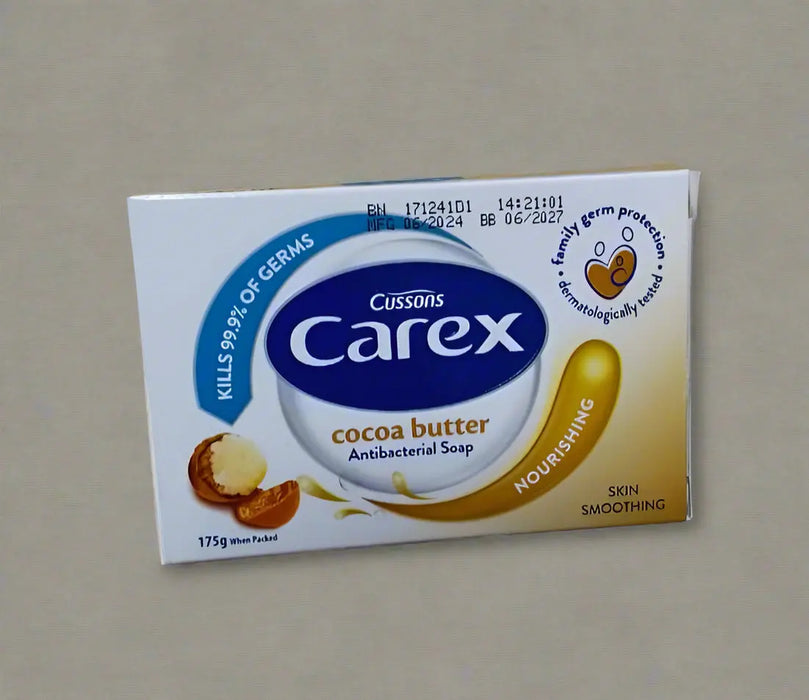 BN 171241D1 14:21:01
MFG 06/2024 BB 06/2027
family germ protection
dermatologically tested
KILLS 99.9% OF GERMS
Cussons
Carex
cocoa butter
Antibacterial Soap
NOURISHING
SKIN
SMOOTHING
175g When Packed